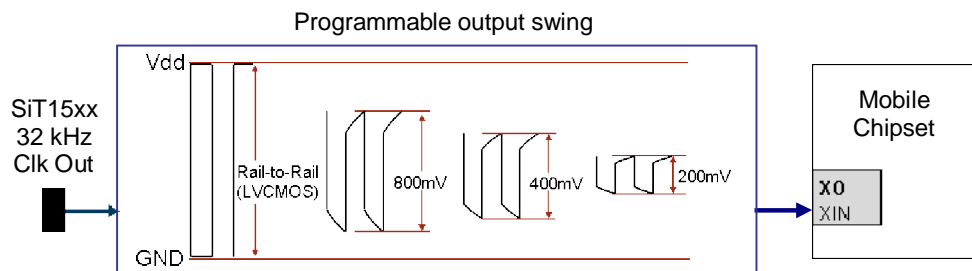 Programmable output swing
SiT15xx
32 kHz
Clk Out
Vdd
GND
Rail-to-Rail
(LVCMOS)
800mV
400mV
200mV
Mobile
Chipset
XO
XIN